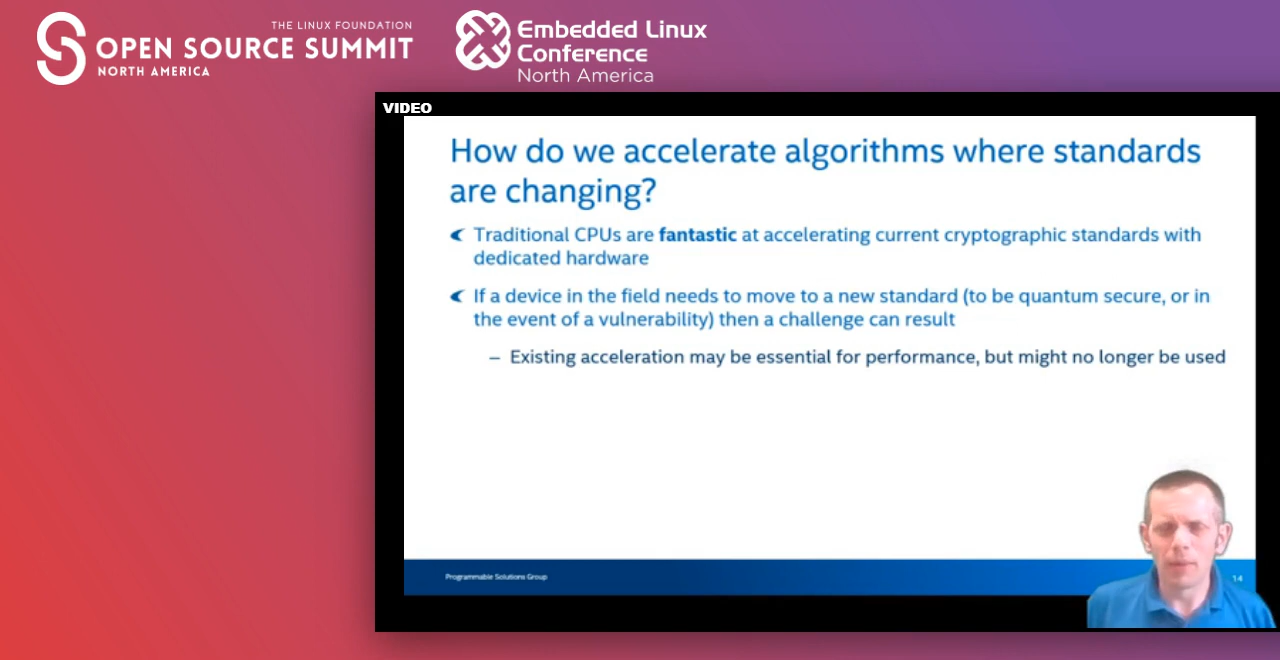 THE LINUX FOUNDATION
OPEN SOURCE SUMMIT
NORTH AMERICA
Embedded Linux
Conference
North America
VIDEO
How do we accelerate algorithms where standards
are changing?
Traditional CPUs are fantastic at accelerating current cryptographic standards with
dedicated hardware
If a device in the field needs to move to a new standard (to be quantum secure, or in
the event of a vulnerability) then a challenge can result
– Existing acceleration may be essential for performance, but might no longer be used
Programmable Solutions Group
14